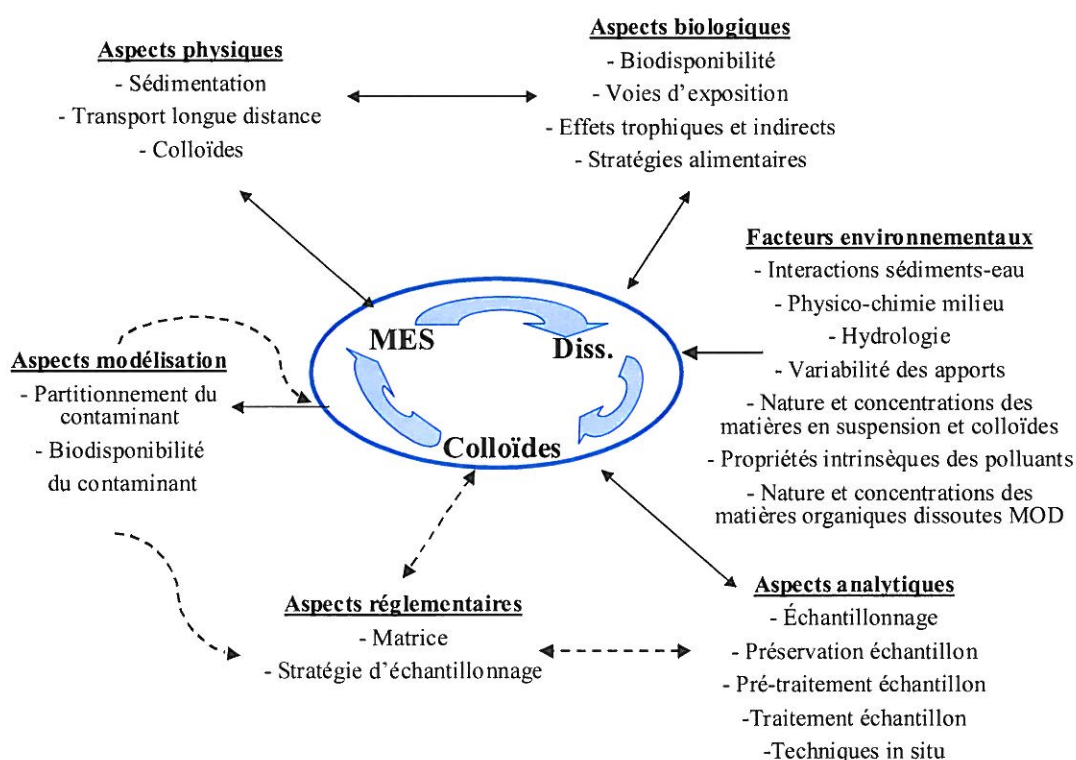 Aspects physiques
- Sédimentation
- Transport longue distance
- Colloïdes
Aspects biologiques
- Biodisponibilité
- Voies d'exposition
- Effets trophiques et indirects
- Stratégies alimentaires
Facteurs environnementaux
- Interactions sédiments-eau
- Physico-chimie milieu
- Hydrologie
- Variabilité des apports
- Nature et concentrations des
matières en suspension et colloïdes
- Propriétés intrinsèques des polluants
- Nature et concentrations des
matières organiques dissoutes MOD
MES
Diss.
Colloïdes
Aspects modélisation
- Partitionnement du
contaminant
- Biodisponibilité
du contaminant
Aspects réglementaires
- Matrice
- Stratégie d'échantillonnage
Aspects analytiques
- Échantillonnage
- Préservation échantillon
- Pré-traitement échantillon
-Traitement échantillon
-Techniques in situ